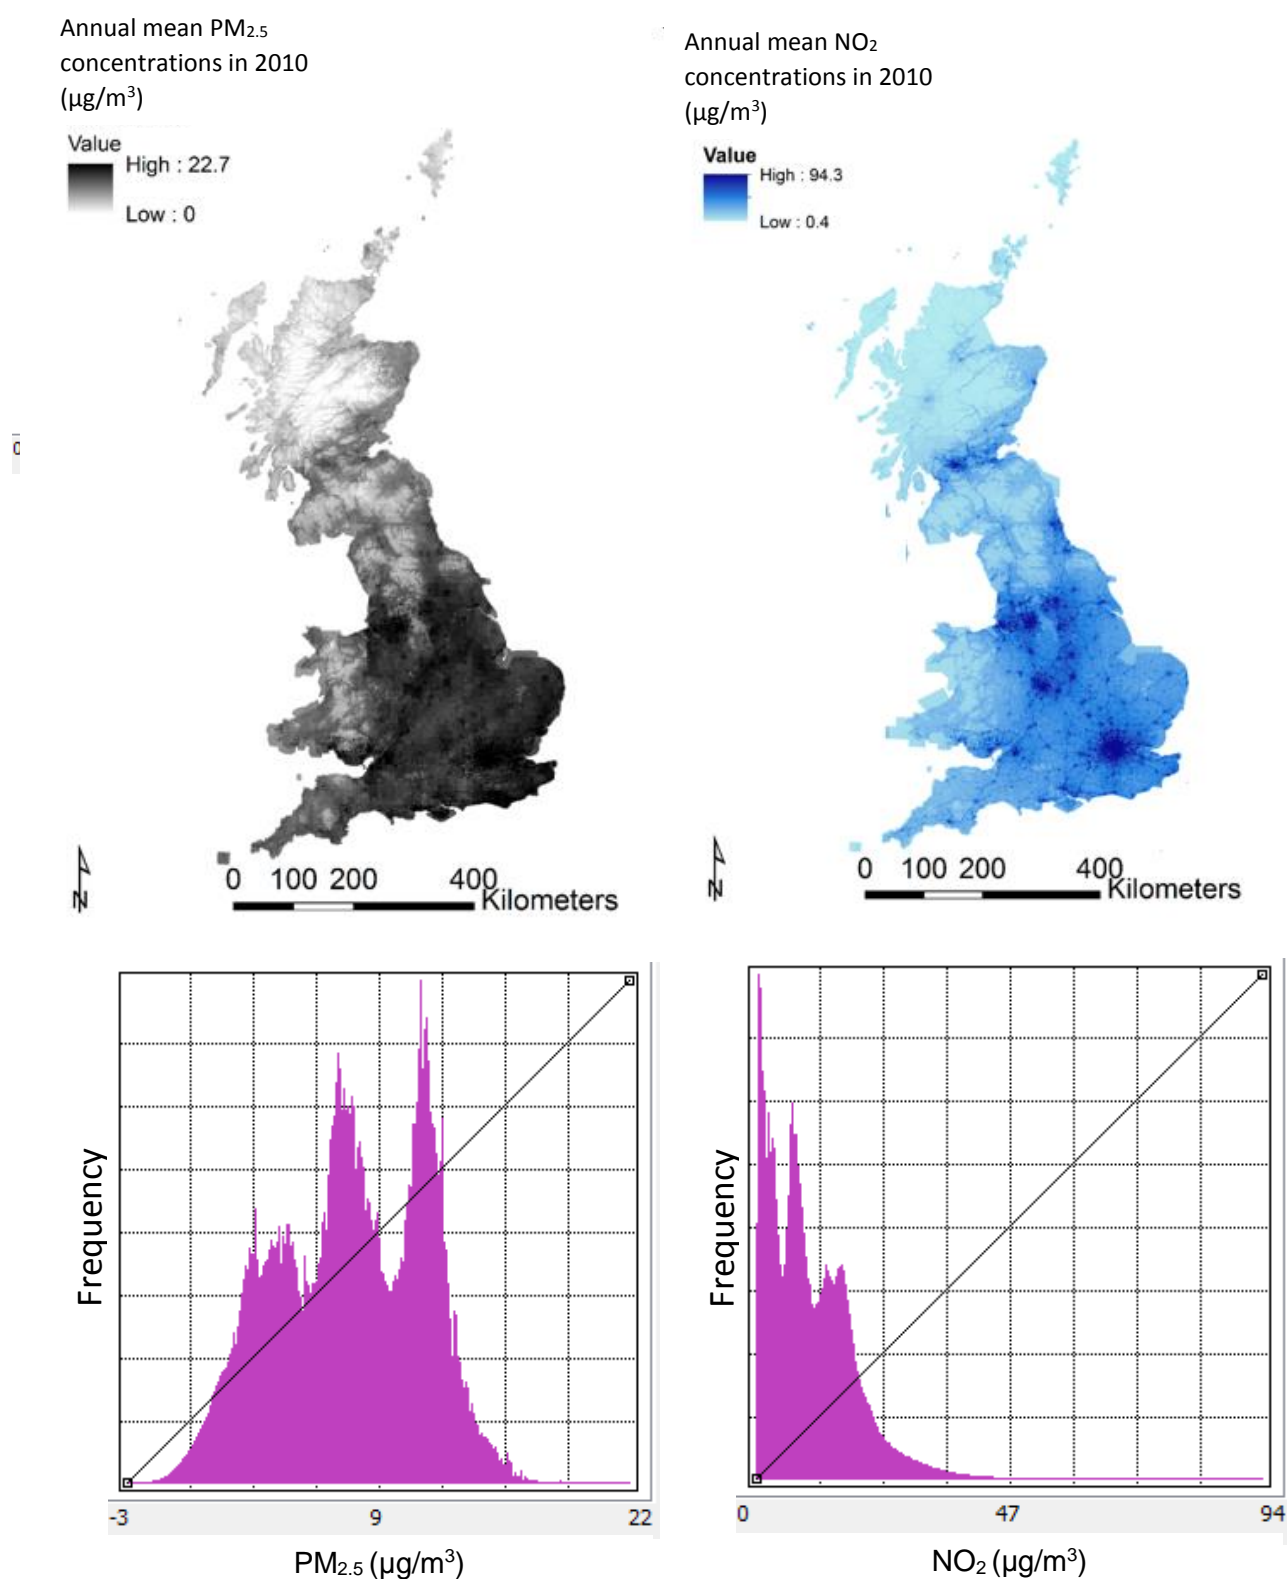 Annual mean PM2.5
concentrations in 2010
(µg/m³)
Value
High : 22.7
Low : 0
0 100 200 400
Kilometers
N
Annual mean NO2
concentrations in 2010
(µg/m³)
Value
High : 94.3
Low : 0.4
0 100 200 400
Kilometers
N
Frequency
-3 9 22
PM2.5 (µg/m³)
Frequency
0 47 94
NO2 (µg/m³)